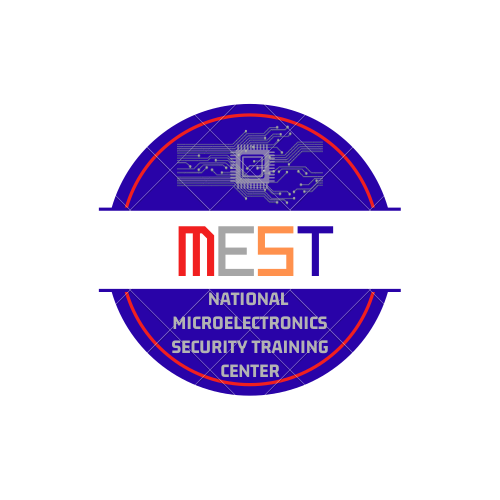 MEST
NATIONAL
MICROELECTRONICS
SECURITY TRAINING
CENTER